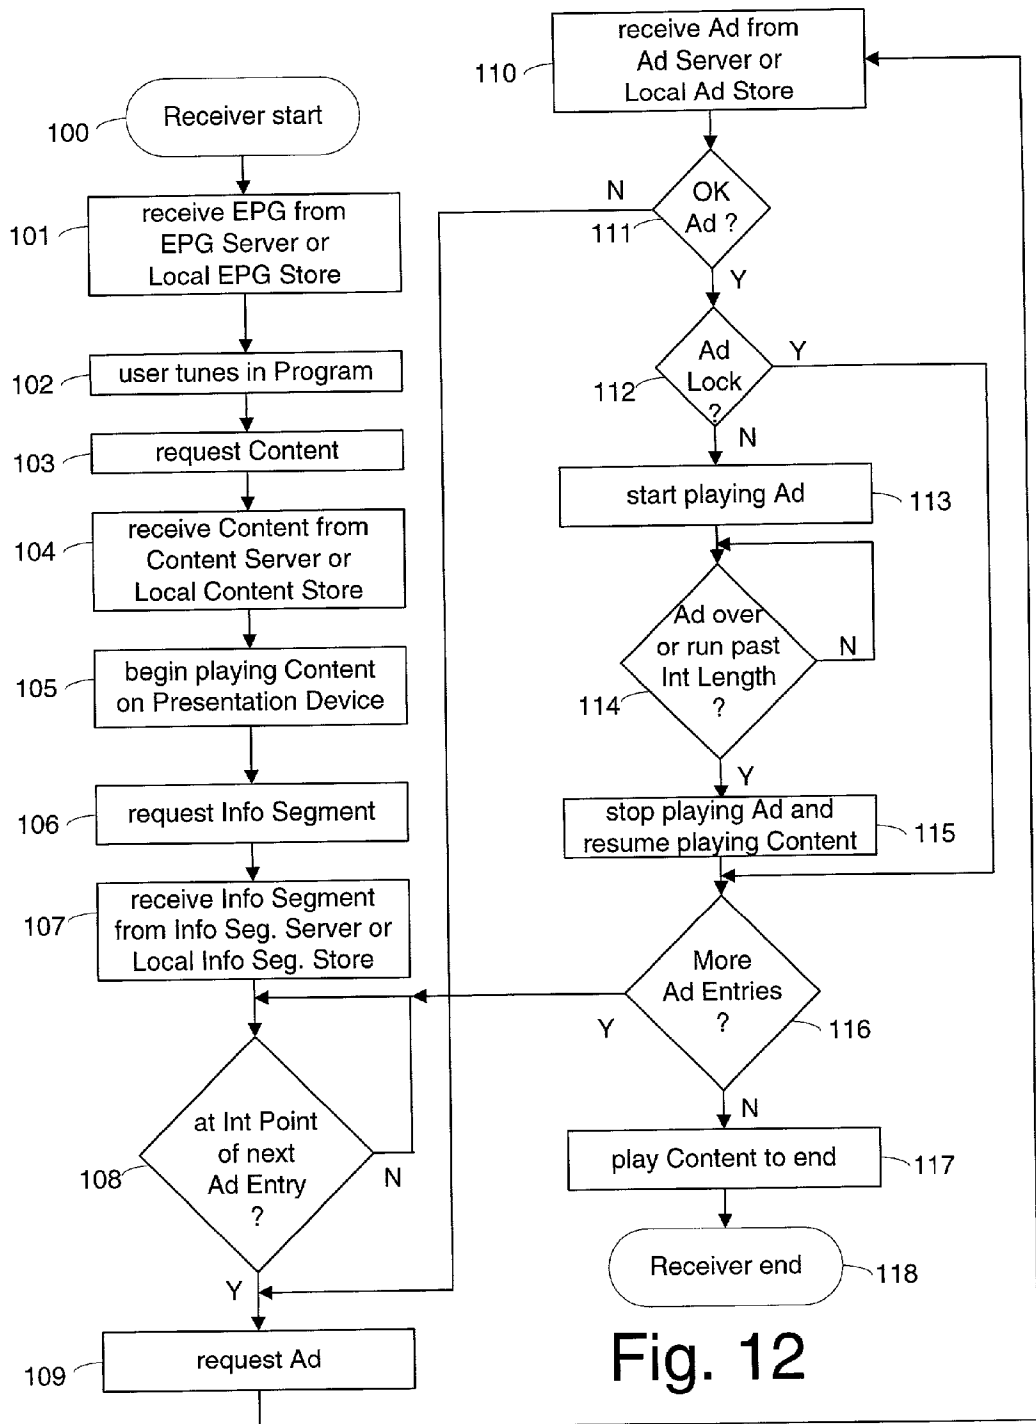 100
Receiver start
101
receive EPG from
EPG Server or
Local EPG Store
102
user tunes in Program
103
request Content
104
receive Content from
Content Server or
Local Content Store
105
begin playing Content
on Presentation Device
106
request Info Segment
107
receive Info Segment
from Info Seg. Server or
Local Info Seg. Store
108
at Int Point
of next
Ad Entry
?
N
Y
109
request Ad
110
receive Ad from
Ad Server or
Local Ad Store
N
111
OK
Ad ?
Y
112
Ad
Lock
?
Y
N
start playing Ad
113
Ad over
or run past
Int Length
?
114
N
Y
stop playing Ad and
resume playing Content
115
More
Ad Entries
?
116
Y
N
play Content to end
117
Receiver end
118
Fig. 12